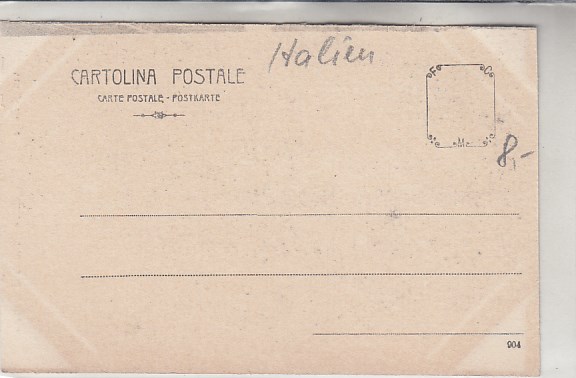 Italien
CARTOLINA POSTALE
CARTE POSTALE - POSTKARTE
F C
M
8,-
904